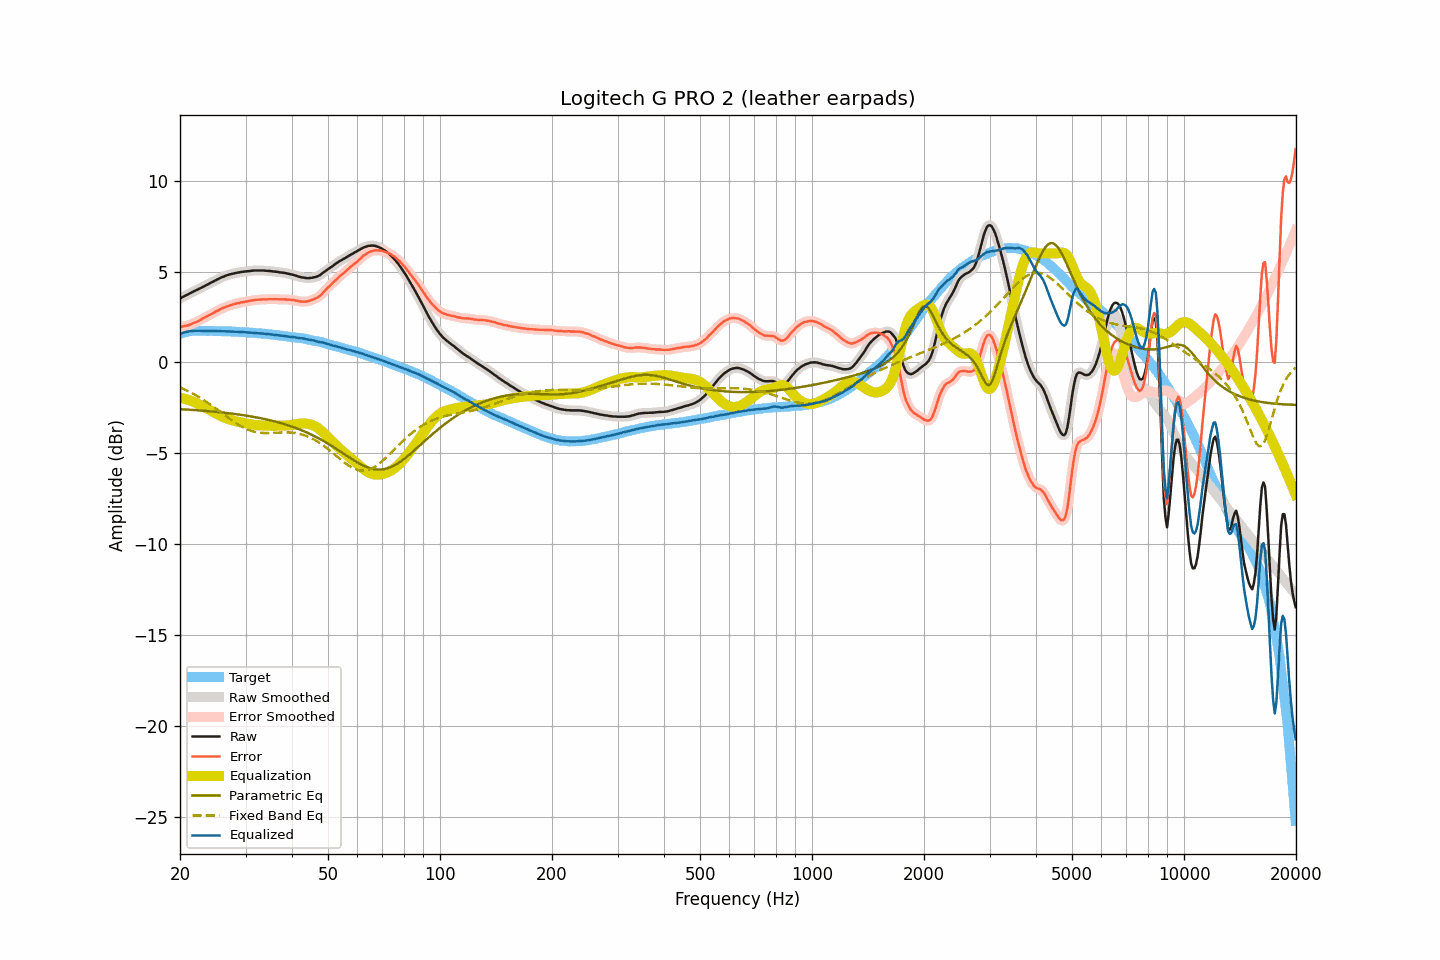 Logitech G PRO 2 (leather earpads)
10
5
0
−5
−10
−15
−20
−25
Amplitude (dBr)
Target
Raw Smoothed
Error Smoothed
Raw
Error
Equalization
Parametric Eq
Fixed Band Eq
Equalized
20 50 100 200 500 1000 2000 5000 10000 20000
Frequency (Hz)